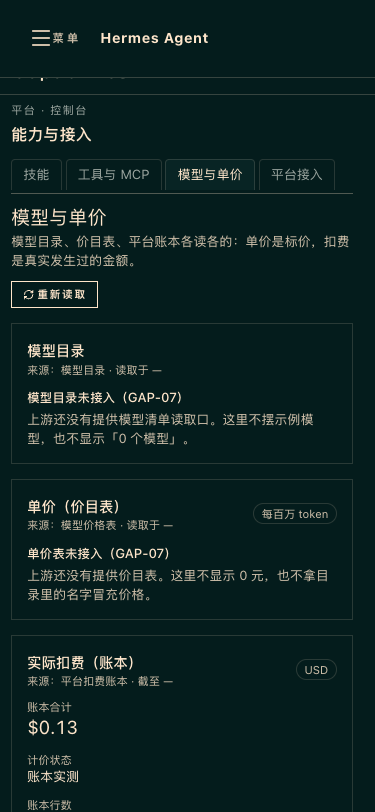 菜单
Hermes Agent
平台 · 控制台
能力与接入
技能
工具与 MCP
模型与单价
平台接入
模型与单价
模型目录、价目表、平台账本各读各的：单价是标价，扣费
是真实发生过的金额。
重新读取
模型目录
来源：模型目录 · 读取于 —
模型目录未接入（GAP-07）
上游还没有提供模型清单读取口。这里不摆示例模
型，也不显示「0 个模型」。
单价（价目表）
每百万 token
来源：模型价格表 · 读取于 —
单价表未接入（GAP-07）
上游还没有提供价目表。这里不显示 0 元，也不拿目
录里的名字冒充价格。
实际扣费（账本）
USD
来源：平台扣费账本 · 截至 —
账本合计
$0.13
计价状态
账本实测
账本行数